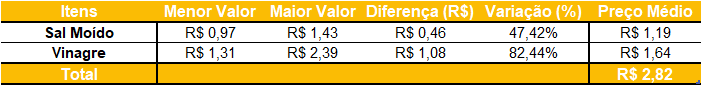 Itens Menor Valor Maior Valor Diferença (R$) Variação (%) Preço Médio
Sal Moído R$ 0,97 R$ 1,43 R$ 0,46 47,42% R$ 1,19
Vinagre R$ 1,31 R$ 2,39 R$ 1,08 82,44% R$ 1,64
Total R$ 2,82